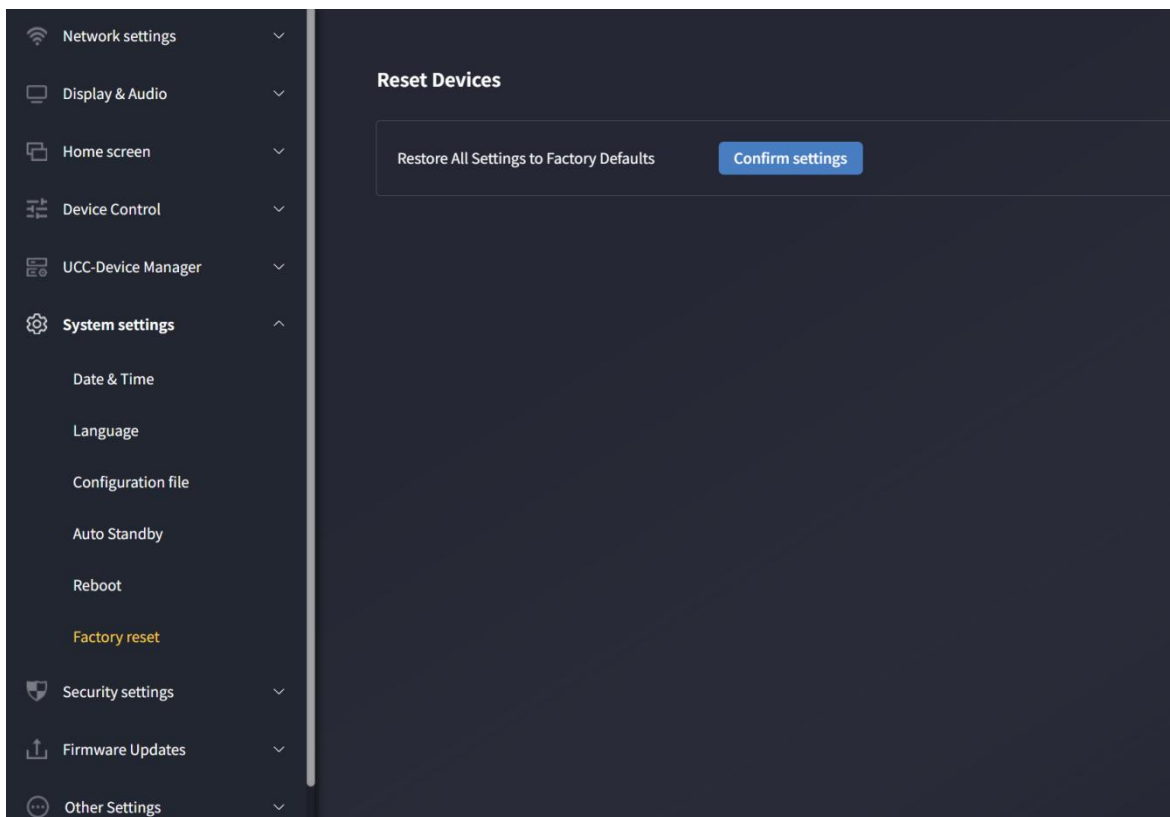 Network settings
Display & Audio
Home screen
Device Control
UCC-Device Manager
System settings
Date & Time
Language
Configuration file
Auto Standby
Reboot
Factory reset
Security settings
Firmware Updates
Other Settings
Reset Devices
Restore All Settings to Factory Defaults
Confirm settings